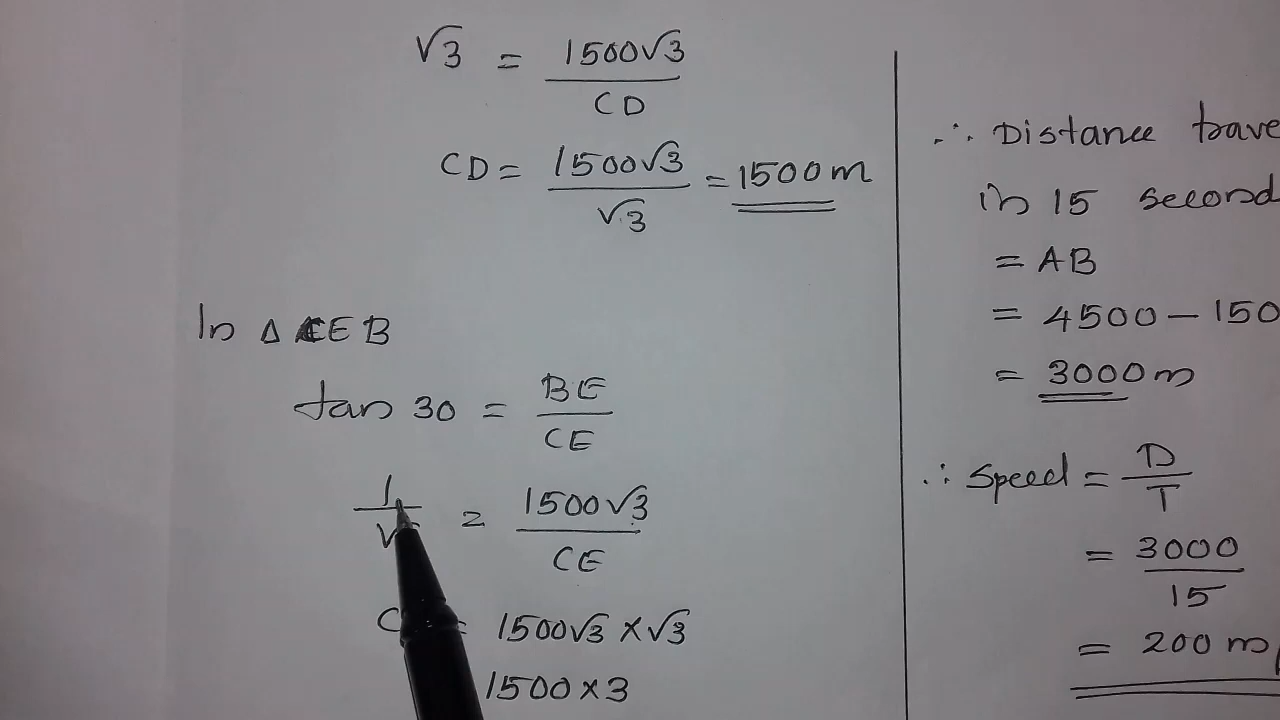 √3 = 1500√3 / CD
CD = 1500√3 / √3 = 1500m
In Δ CEB
tan 30 = BE / CE
1 / √ = 1500√3 / CE
C = 1500√3 × √3
1500 × 3
∴ Distance trave
in 15 second
= AB
= 4500 - 150
= 3000m
∴ Speed = D / T
= 3000 / 15
= 200 m/